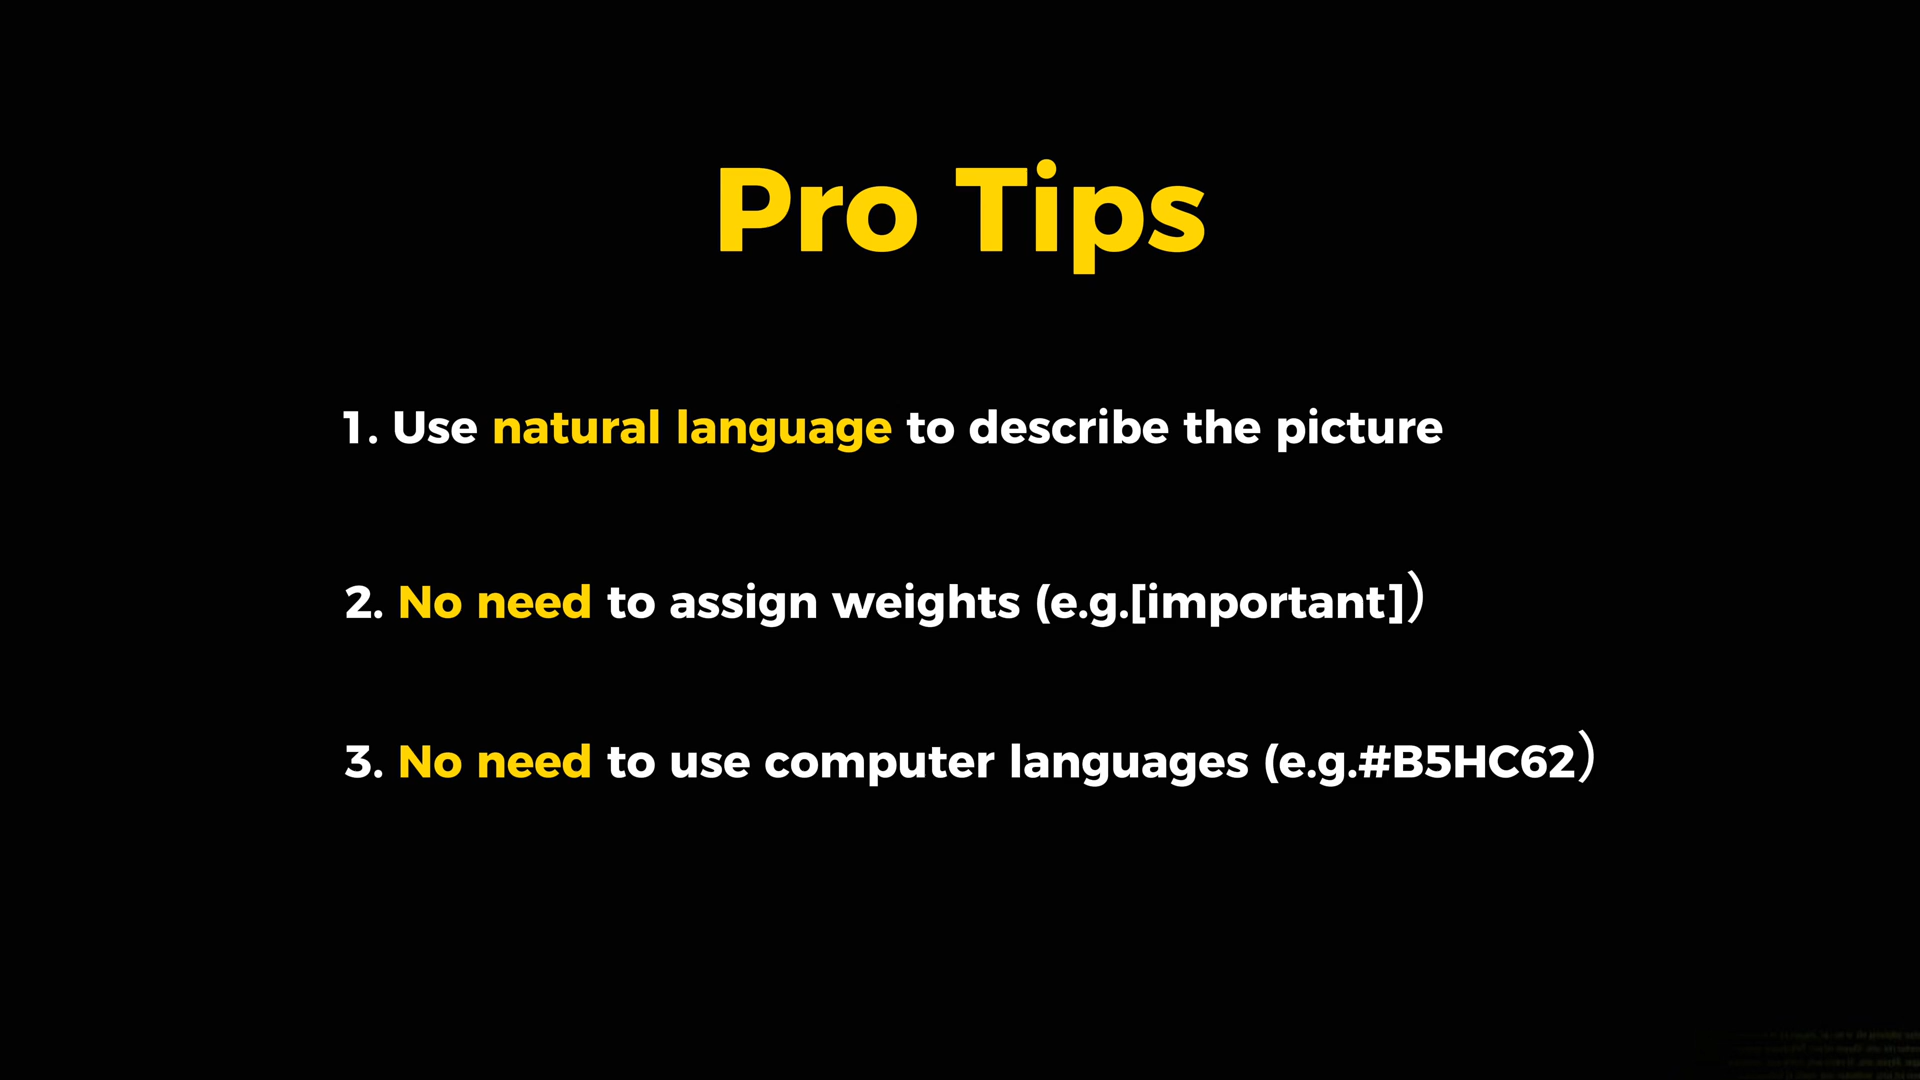 Pro Tips
1. Use natural language to describe the picture
2. No need to assign weights (e.g.[important]）
3. No need to use computer languages (e.g.#B5HC62）